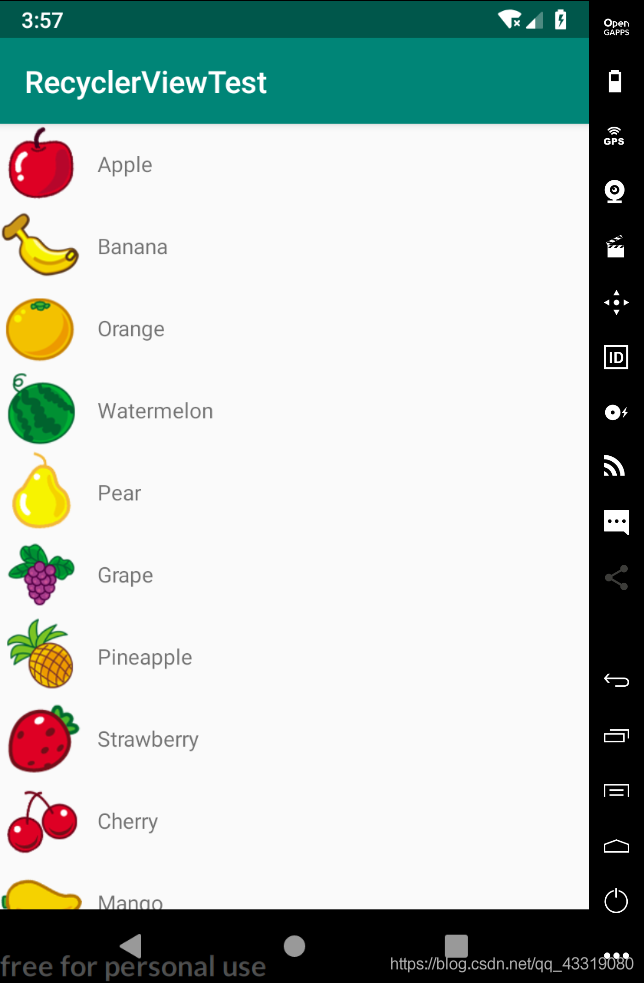 3:57
Open
GAPPS
RecyclerViewTest
GPS
Apple
Banana
Orange
ID
Watermelon
Pear
Grape
Pineapple
Strawberry
Cherry
Mango
free for personal use
https://blog.csdn.net/qq_43319080